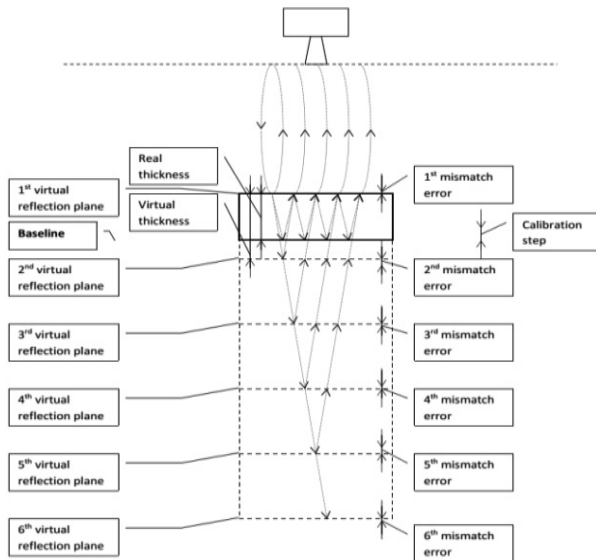 Real
thickness
1st virtual
reflection plane
Virtual
thickness
Baseline
2nd virtual
reflection plane
3rd virtual
reflection plane
4th virtual
reflection plane
5th virtual
reflection plane
6th virtual
reflection plane
1st mismatch
error
Calibration
step
2nd mismatch
error
3rd mismatch
error
4th mismatch
error
5th mismatch
error
6th mismatch
error